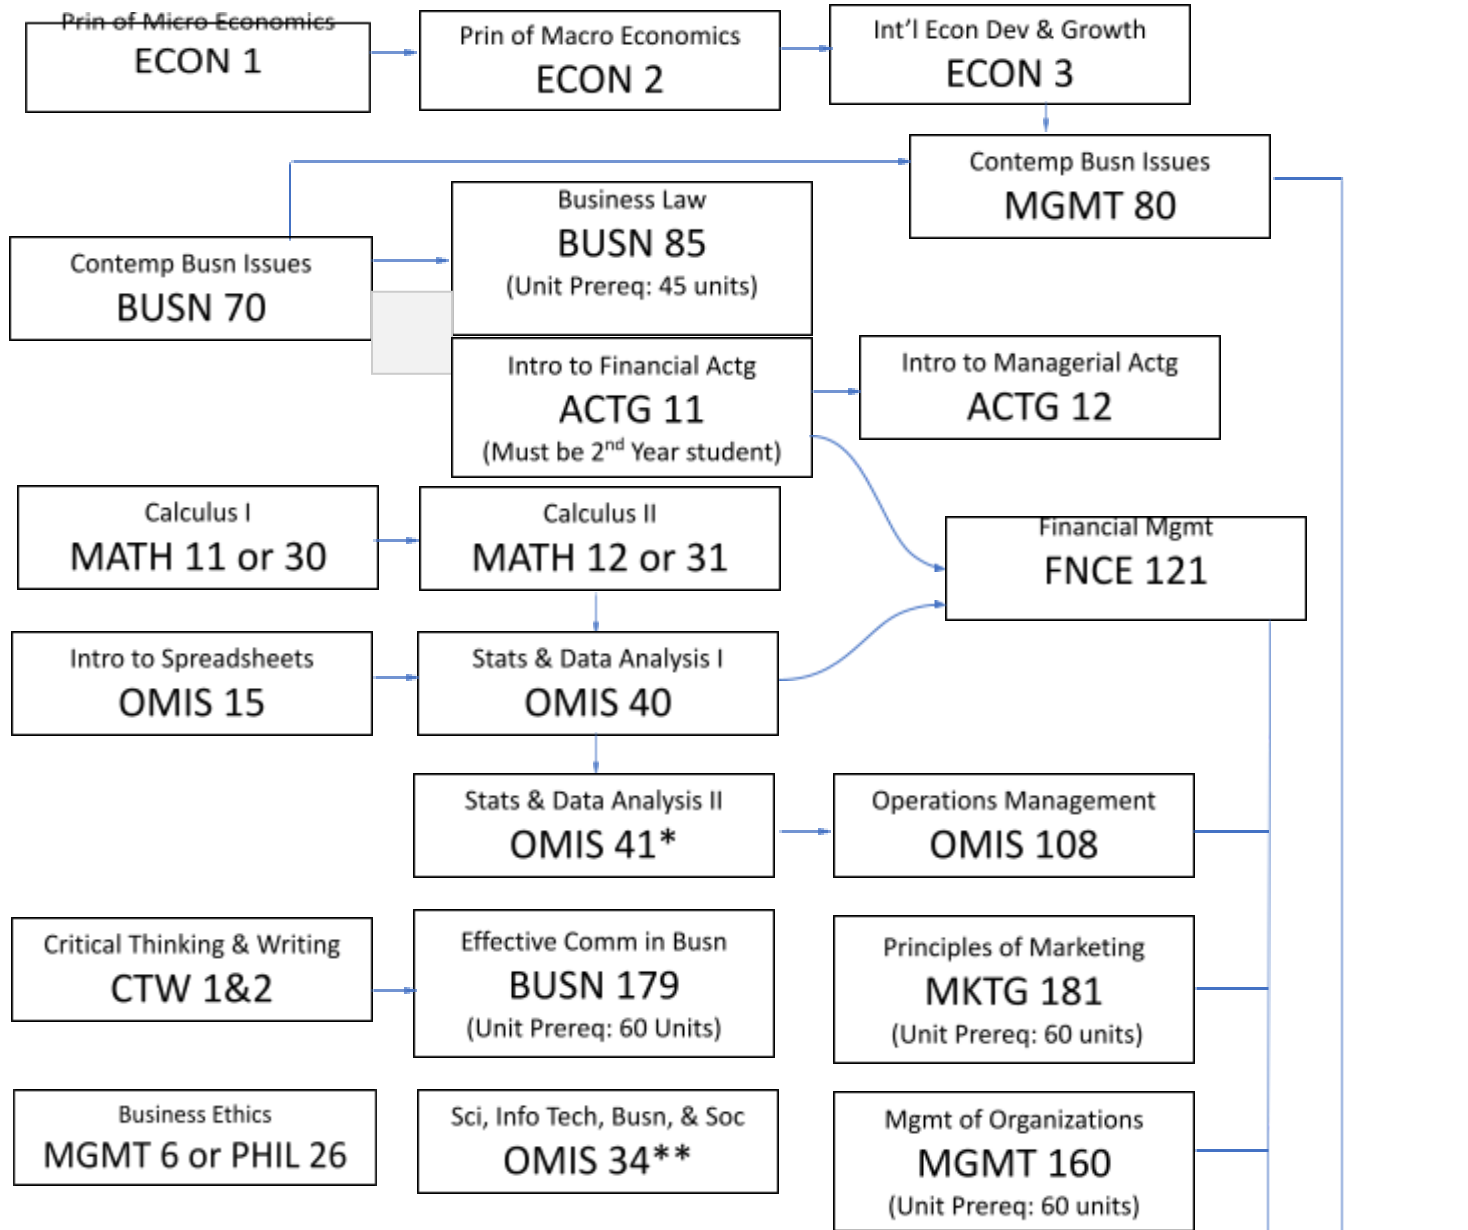 Prin of Micro Economics
ECON 1
Prin of Macro Economics
ECON 2
Int'l Econ Dev & Growth
ECON 3
Contemp Busn Issues
MGMT 80
Business Law
BUSN 85
(Unit Prereq: 45 units)
Contemp Busn Issues
BUSN 70
Intro to Financial Actg
ACTG 11
(Must be 2nd Year student)
Intro to Managerial Actg
ACTG 12
Calculus I
MATH 11 or 30
Calculus II
MATH 12 or 31
Financial Mgmt
FNCE 121
Intro to Spreadsheets
OMIS 15
Stats & Data Analysis I
OMIS 40
Stats & Data Analysis II
OMIS 41*
Operations Management
OMIS 108
Critical Thinking & Writing
CTW 1&2
Effective Comm in Busn
BUSN 179
(Unit Prereq: 60 Units)
Principles of Marketing
MKTG 181
(Unit Prereq: 60 units)
Business Ethics
MGMT 6 or PHIL 26
Sci, Info Tech, Busn, & Soc
OMIS 34**
Mgmt of Organizations
MGMT 160
(Unit Prereq: 60 units)